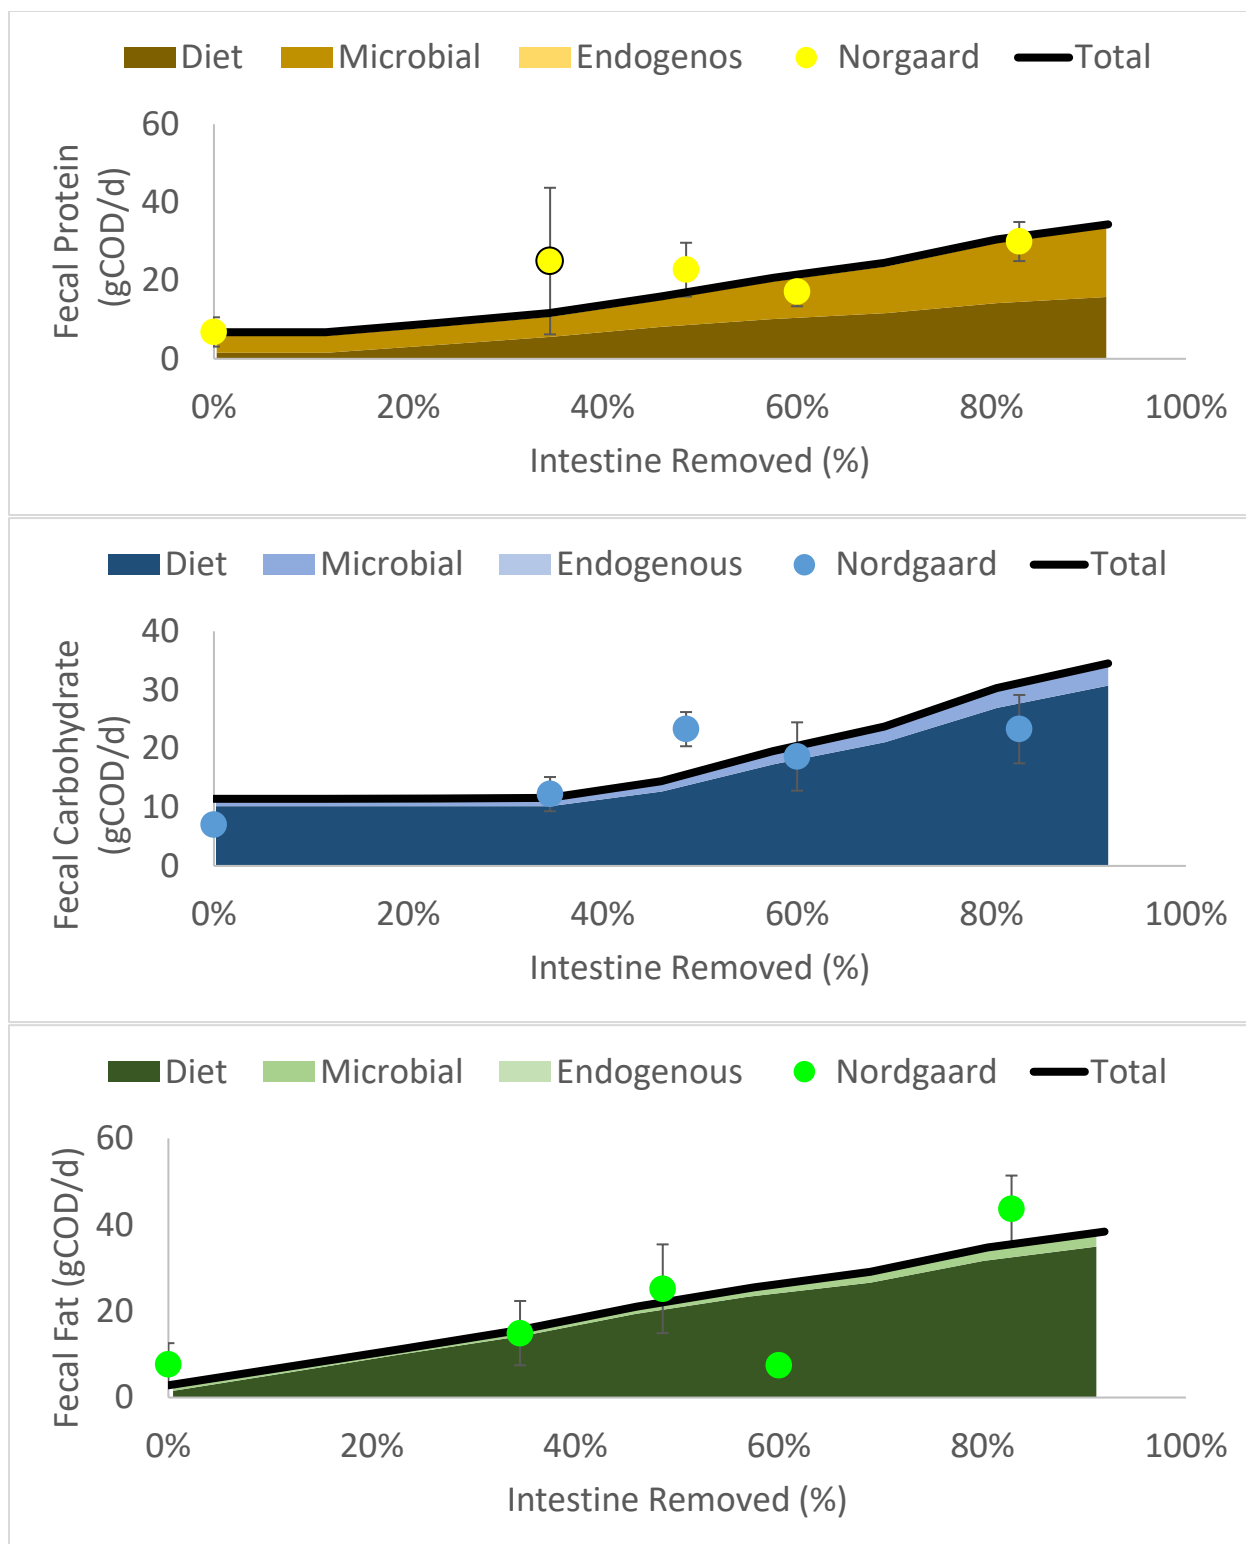 Diet Microbial Endogenos Norgaard Total
Fecal Protein
(gCOD/d)
60
40
20
0
0% 20% 40% 60% 80% 100%
Intestine Removed (%)
Diet Microbial Endogenous Nordgaard Total
Fecal Carbohydrate
(gCOD/d)
40
30
20
10
0
0% 20% 40% 60% 80% 100%
Intestine Removed (%)
Diet Microbial Endogenous Nordgaard Total
Fecal Fat (gCOD/d)
60
40
20
0
0% 20% 40% 60% 80% 100%
Intestine Removed (%)